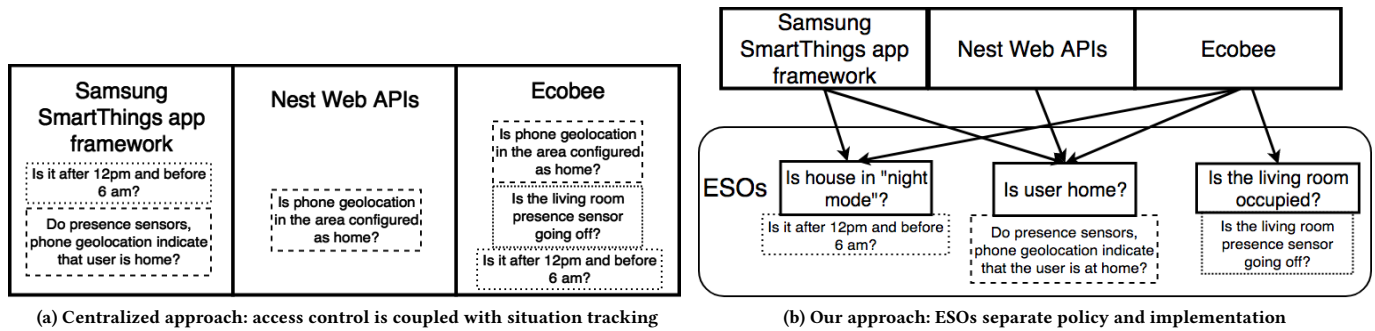 Samsung
SmartThings app
framework
Is it after 12pm and before
6 am?
Do presence sensors,
phone geolocation indicate
that user is home?
Nest Web APIs
Is phone geolocation
in the area configured
as home?
Ecobee
Is phone geolocation
in the area configured
as home?
Is the living room
presence sensor
going off?
Is it after 12pm and before
6 am?
(a) Centralized approach: access control is coupled with situation tracking
Samsung
SmartThings app
framework
Nest Web APIs
Ecobee
ESOs
Is house in "night
mode"?
Is it after 12pm and before
6 am?
Is user home?
Do presence sensors,
phone geolocation indicate
that the user is at home?
Is the living room
occupied?
Is the living room
presence sensor
going off?
(b) Our approach: ESOs separate policy and implementation